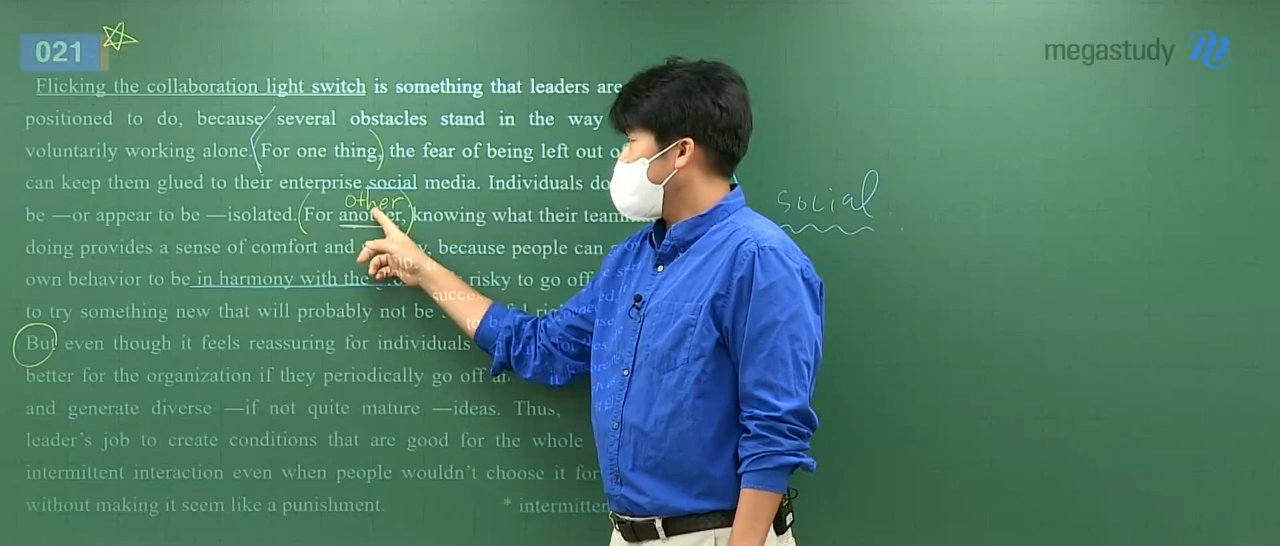 021
megastudy
Flicking the collaboration light switch is something that leaders are
positioned to do, because several obstacles stand in the way
voluntarily working alone. For one thing, the fear of being left out
can keep them glued to their enterprise social media. Individuals
social
other
be —or appear to be —isolated. For another, knowing what their
doing provides a sense of comfort and because people can
own behavior to be in harmony with the risky to go off
to try something new that will probably not be
But even though it feels reassuring for individuals
better for the organization if they periodically go off
and generate diverse —if not quite mature —ideas. Thus,
leader's job to create conditions that are good for the whole
intermittent interaction even when people wouldn't choose it for
without making it seem like a punishment. *